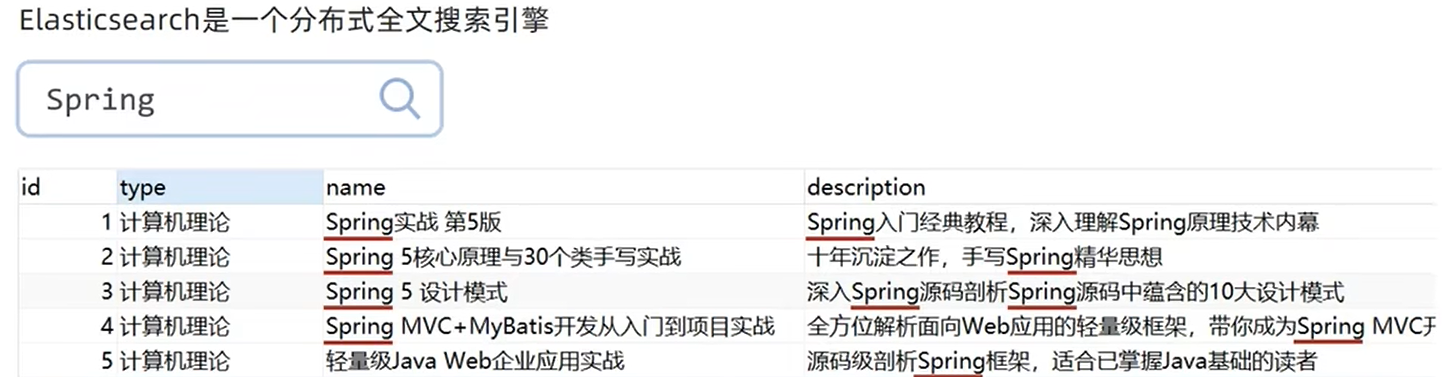 Elasticsearch是一个分布式全文搜索引擎
Spring
id type name description
1 计算机理论 Spring实战 第5版 Spring入门经典教程，深入理解Spring原理技术内幕
2 计算机理论 Spring 5核心原理与30个类手写实战 十年沉淀之作，手写Spring精华思想
3 计算机理论 Spring 5 设计模式 深入Spring源码剖析Spring源码中蕴含的10大设计模式
4 计算机理论 Spring MVC+MyBatis开发从入门到项目实战 全方位解析面向Web应用的轻量级框架，带你成为Spring MVC开
5 计算机理论 轻量级Java Web企业应用实战 源码级剖析Spring框架，适合已掌握Java基础的读者